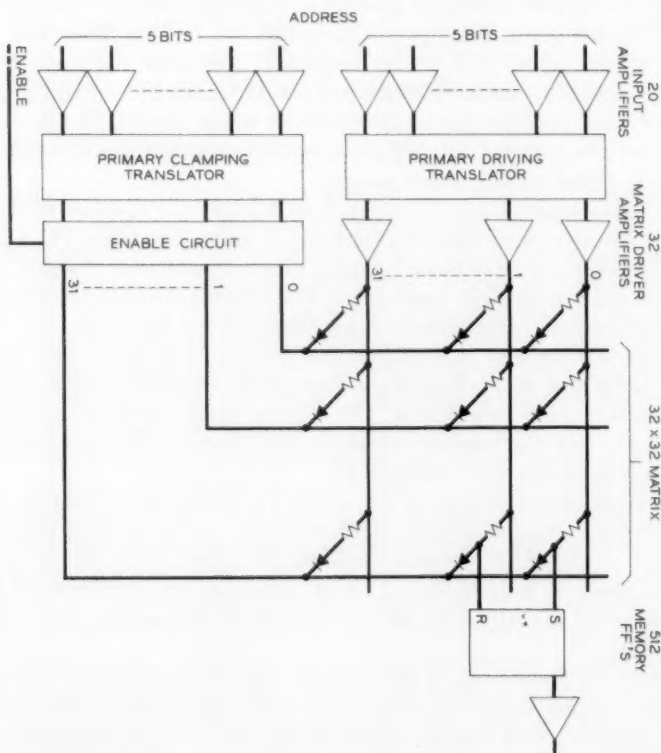 ADDRESS
5 BITS
5 BITS
ENABLE
20
INPUT
AMPLIFIERS
PRIMARY CLAMPING
TRANSLATOR
PRIMARY DRIVING
TRANSLATOR
ENABLE CIRCUIT
32
MATRIX DRIVER
AMPLIFIERS
31
1
0
31
1
0
32 x 32 MATRIX
R
S
512
MEMORY
FF'S